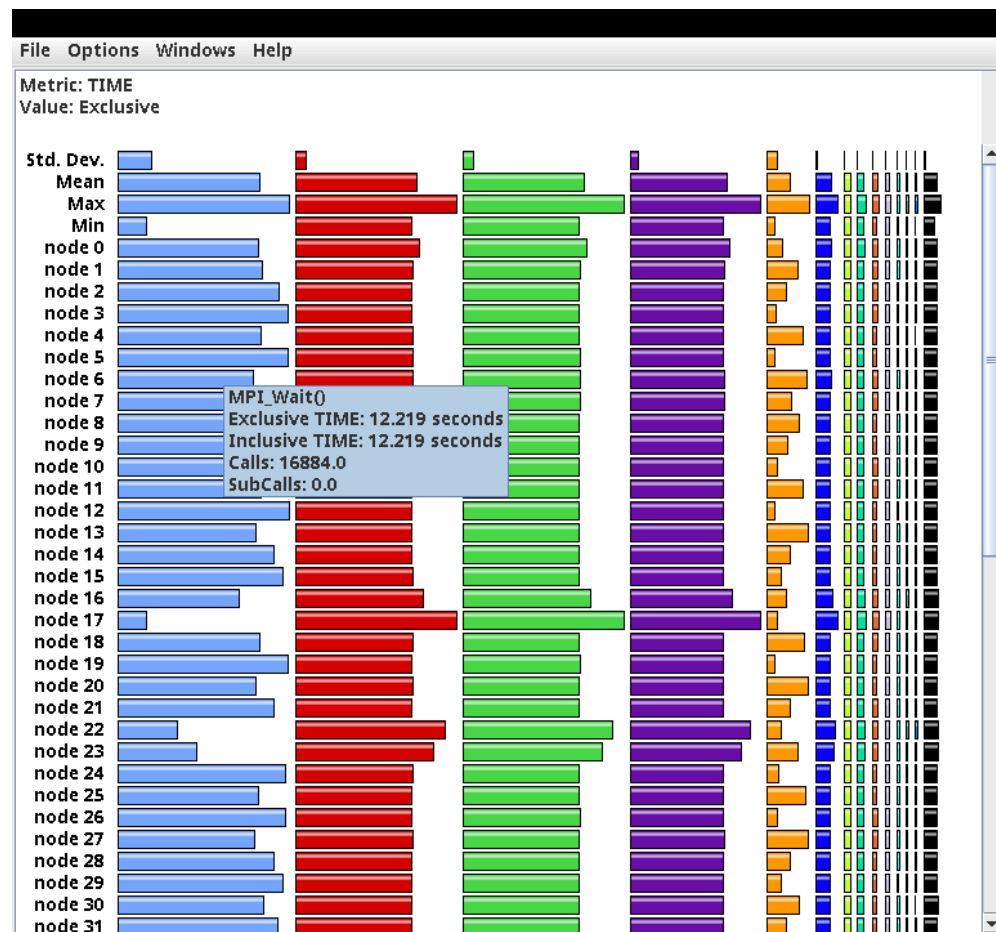 File Options Windows Help
Metric: TIME
Value: Exclusive
Std. Dev.
Mean
Max
Min
node 0
node 1
node 2
node 3
node 4
node 5
node 6
node 7
node 8
node 9
node 10
node 11
node 12
node 13
node 14
node 15
node 16
node 17
node 18
node 19
node 20
node 21
node 22
node 23
node 24
node 25
node 26
node 27
node 28
node 29
node 30
node 31
MPI_Wait()
Exclusive TIME: 12.219 seconds
Inclusive TIME: 12.219 seconds
Calls: 16884.0
SubCalls: 0.0